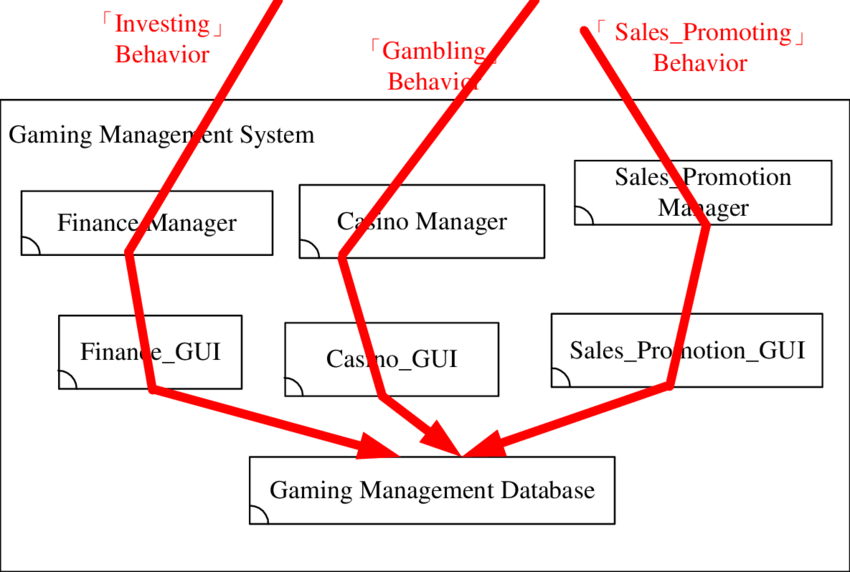 「Investing」
Behavior
「Gambling」
Behavior
「 Sales_Promoting」
Behavior
Gaming Management System
Finance Manager
Casino Manager
Sales_Promotion
Manager
Finance_GUI
Casino_GUI
Sales_Promotion_GUI
Gaming Management Database